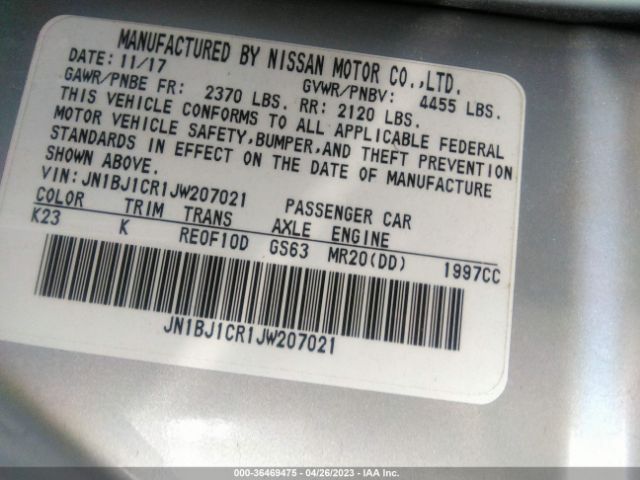 MANUFACTURED BY NISSAN MOTOR CO.,LTD.
DATE: 11/17 GVWR/PNBV: 4455 LBS.
GAWR/PNBE FR: 2370 LBS. RR: 2120 LBS.
THIS VEHICLE CONFORMS TO ALL APPLICABLE FEDERAL
MOTOR VEHICLE SAFETY,BUMPER,AND THEFT PREVENTION
STANDARDS IN EFFECT ON THE DATE OF MANUFACTURE
SHOWN ABOVE.
VIN:JN1BJ1CR1JW207021 PASSENGER CAR
COLOR TRIM TRANS AXLE ENGINE
K23 K RE0F10D GS63 MR20(DD) 1997CC
JN1BJ1CR1JW207021
000-36469475 - 04/26/2023 - IAA Inc.